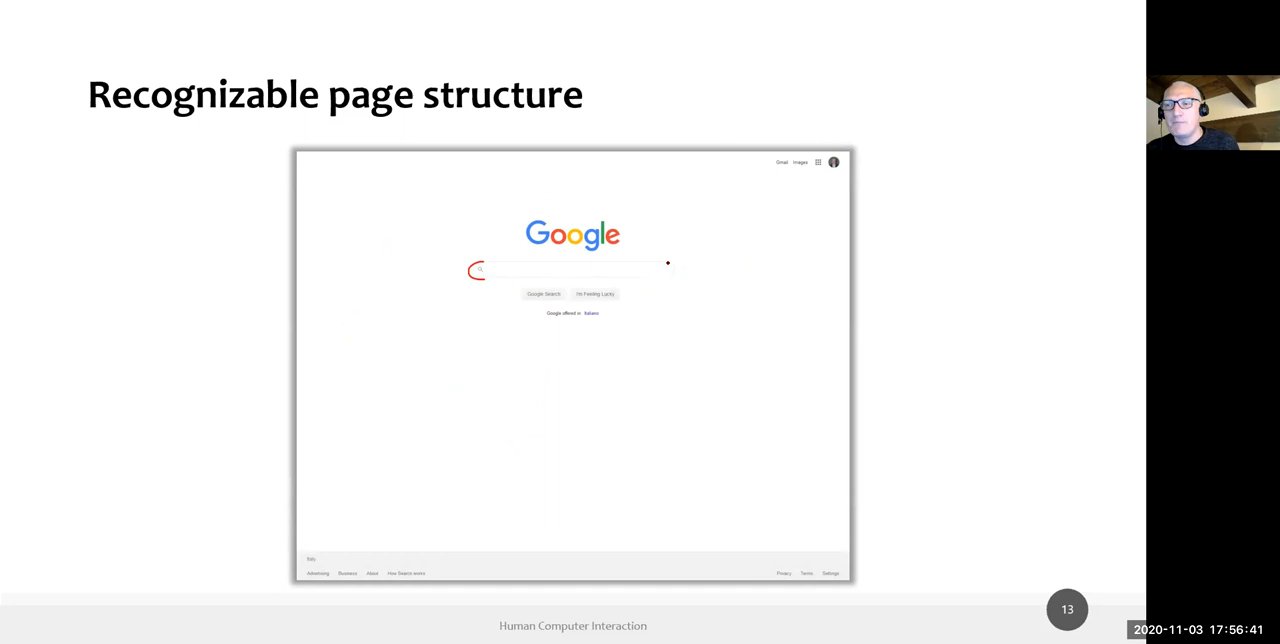 Recognizable page structure
Gmail Images
Google
Google Search I'm Feeling Lucky
Google offered in: Italiano
Italy
Advertising Business About How Search works Privacy Terms Settings
13
Human Computer Interaction
2020-11-03 17:56:41